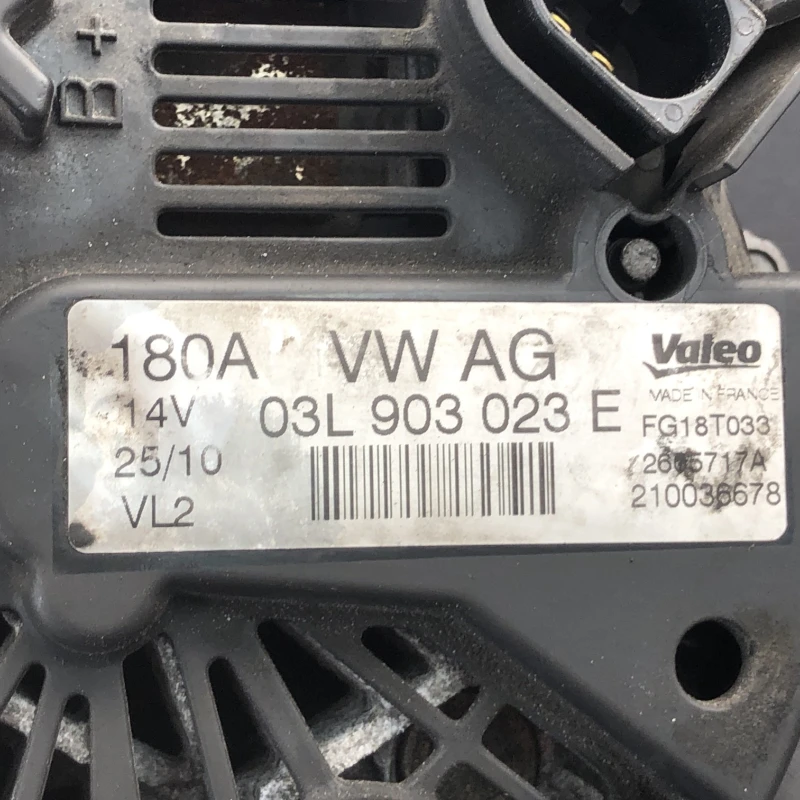 B+
180A VW AG Valeo
MADE IN FRANCE
14V 03L 903 023 E FG18T033
25/10
VL2 210036678